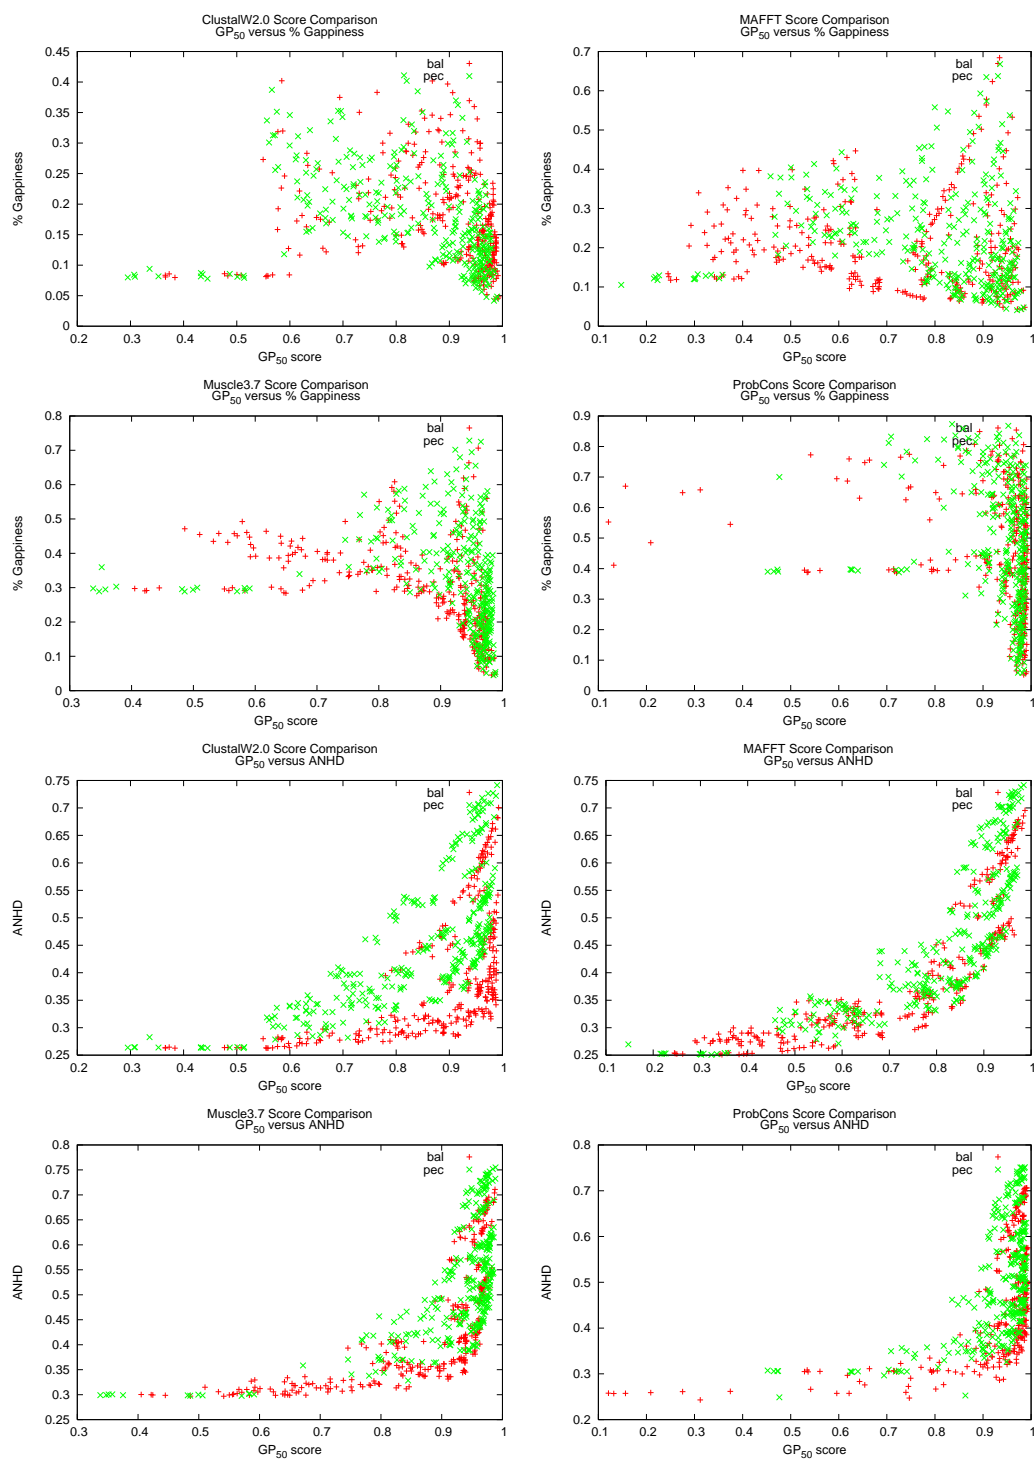 ClustalW2.0 Score Comparison
GP50 versus % Gappiness
0.45
0.4
0.35
0.3
0.25
0.2
0.15
0.1
0.05
0
% Gappiness
bal
pec
0.2 0.3 0.4 0.5 0.6 0.7 0.8 0.9 1
GP50 score
MAFFT Score Comparison
GP50 versus % Gappiness
0.7
0.6
0.5
0.4
0.3
0.2
0.1
0
% Gappiness
bal
pec
0.1 0.2 0.3 0.4 0.5 0.6 0.7 0.8 0.9 1
GP50 score
Muscle3.7 Score Comparison
GP50 versus % Gappiness
0.8
0.7
0.6
0.5
0.4
0.3
0.2
0.1
0
% Gappiness
bal
pec
0.3 0.4 0.5 0.6 0.7 0.8 0.9 1
GP50 score
ProbCons Score Comparison
GP50 versus % Gappiness
0.9
0.8
0.7
0.6
0.5
0.4
0.3
0.2
0.1
0
% Gappiness
bal
pec
0.1 0.2 0.3 0.4 0.5 0.6 0.7 0.8 0.9 1
GP50 score
ClustalW2.0 Score Comparison
GP50 versus ANHD
0.75
0.7
0.65
0.6
0.55
0.5
0.45
0.4
0.35
0.3
0.25
ANHD
bal
pec
0.2 0.3 0.4 0.5 0.6 0.7 0.8 0.9 1
GP50 score
MAFFT Score Comparison
GP50 versus ANHD
0.75
0.7
0.65
0.6
0.55
0.5
0.45
0.4
0.35
0.3
0.25
ANHD
bal
pec
0.1 0.2 0.3 0.4 0.5 0.6 0.7 0.8 0.9 1
GP50 score
Muscle3.7 Score Comparison
GP50 versus ANHD
0.8
0.75
0.7
0.65
0.6
0.55
0.5
0.45
0.4
0.35
0.3
0.25
ANHD
bal
pec
0.3 0.4 0.5 0.6 0.7 0.8 0.9 1
GP50 score
ProbCons Score Comparison
GP50 versus ANHD
0.8
0.7
0.6
0.5
0.4
0.3
0.2
ANHD
bal
pec
0.1 0.2 0.3 0.4 0.5 0.6 0.7 0.8 0.9 1
GP50 score